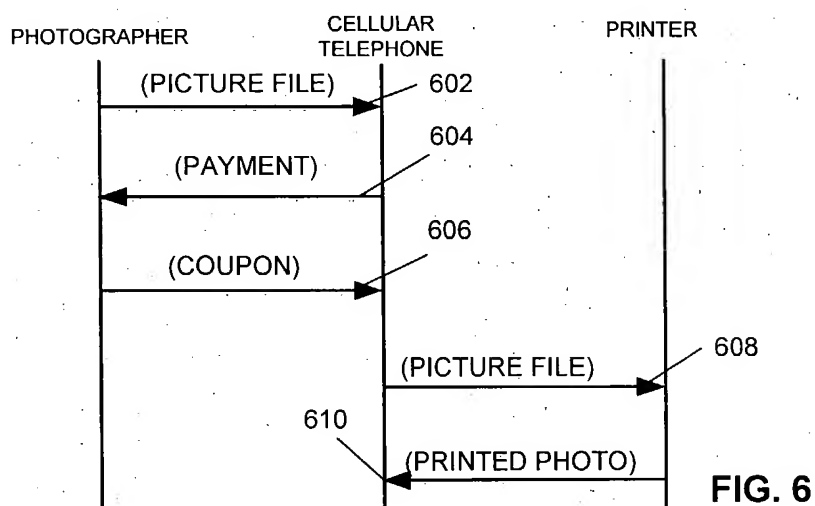 PHOTOGRAPHER
CELLULAR
TELEPHONE
PRINTER
(PICTURE FILE)
602
(PAYMENT)
604
(COUPON)
606
(PICTURE FILE)
608
610
(PRINTED PHOTO)
FIG. 6